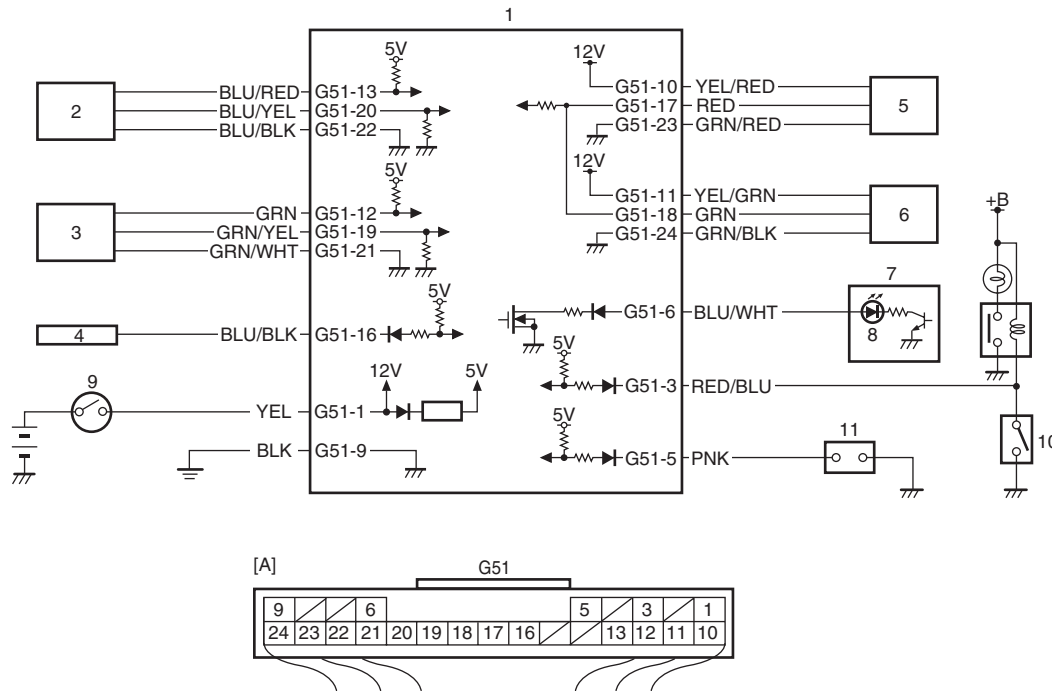 1
5V
12V
2
BLU/RED G51-13
BLU/YEL G51-20
BLU/BLK G51-22
G51-10 YEL/RED
G51-17 RED
G51-23 GRN/RED
5
5V
12V
3
GRN G51-12
GRN/YEL G51-19
GRN/WHT G51-21
G51-11 YEL/GRN
G51-18 GRN
G51-24 GRN/BLK
6
+B
7
5V
G51-6 BLU/WHT
8
4
BLU/BLK G51-16
5V
9
12V
5V
G51-3 RED/BLU
YEL G51-1
5V
10
11
BLK G51-9
G51-5 PNK
[A]
G51
9 6 5 3 1
24 23 22 21 20 19 18 17 16 13 12 11 10